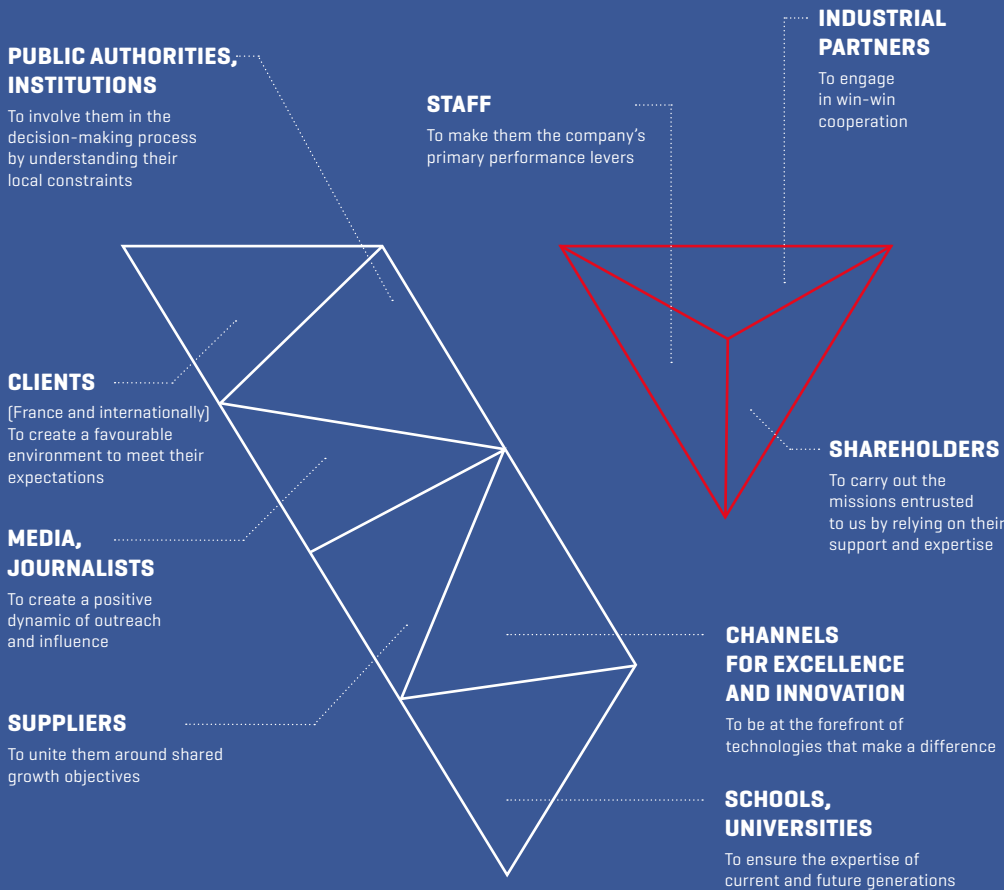 PUBLIC AUTHORITIES,
INSTITUTIONS
To involve them in the
decision-making process
by understanding their
local constraints
STAFF
To make them the company's
primary performance levers
INDUSTRIAL
PARTNERS
To engage
in win-win
cooperation
CLIENTS
(France and internationally)
To create a favourable
environment to meet their
expectations
SHAREHOLDERS
To carry out the
missions entrusted
to us by relying on their
support and expertise
MEDIA,
JOURNALISTS
To create a positive
dynamic of outreach
and influence
CHANNELS
FOR EXCELLENCE
AND INNOVATION
To be at the forefront of
technologies that make a difference
SUPPLIERS
To unite them around shared
growth objectives
SCHOOLS,
UNIVERSITIES
To ensure the expertise of
current and future generations